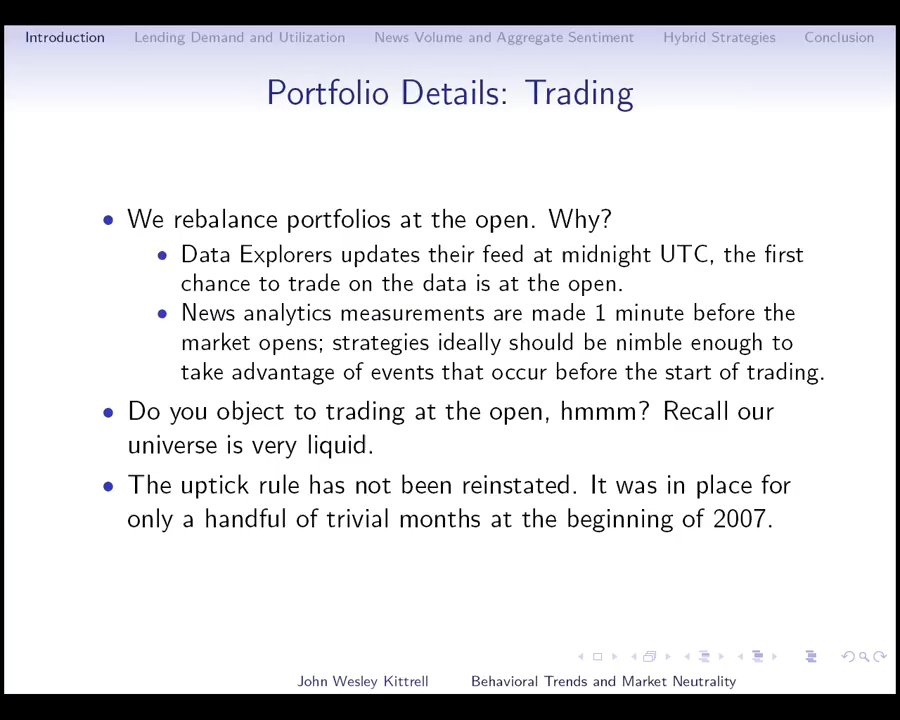 Introduction Lending Demand and Utilization News Volume and Aggregate Sentiment Hybrid Strategies Conclusion
Portfolio Details: Trading
• We rebalance portfolios at the open. Why?
• Data Explorers updates their feed at midnight UTC, the first
chance to trade on the data is at the open.
• News analytics measurements are made 1 minute before the
market opens; strategies ideally should be nimble enough to
take advantage of events that occur before the start of trading.
• Do you object to trading at the open, hmmm? Recall our
universe is very liquid.
• The uptick rule has not been reinstated. It was in place for
only a handful of trivial months at the beginning of 2007.
John Wesley Kittrell Behavioral Trends and Market Neutrality